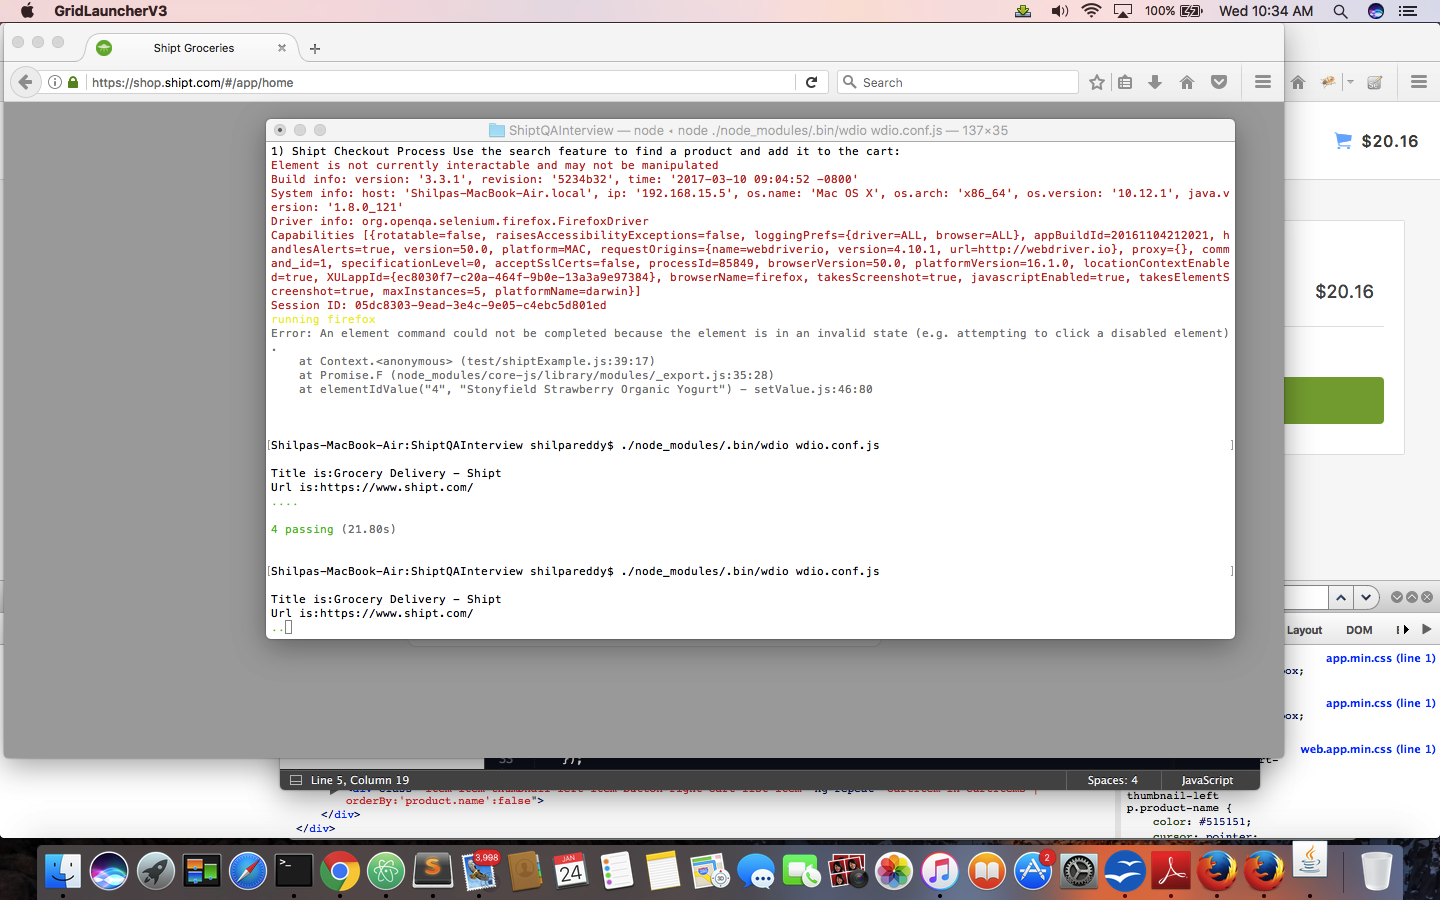 GridLauncherV3
100%
Wed 10:34 AM
Shipt Groceries
https://shop.shipt.com/#/app/home
Search
$20.16
ShiptQAInterview — node ◂ node ./node_modules/.bin/wdio wdio.conf.js — 137×35
1) Shipt Checkout Process Use the search feature to find a product and add it to the cart:
Element is not currently interactable and may not be manipulated
Build info: version: '3.3.1', revision: '5234b32', time: '2017-03-10 09:04:52 -0800'
System info: host: 'Shilpas-MacBook-Air.local', ip: '192.168.15.5', os.name: 'Mac OS X', os.arch: 'x86_64', os.version: '10.12.1', java.v
ersion: '1.8.0_121'
Driver info: org.openqa.selenium.firefox.FirefoxDriver
Capabilities [{rotatable=false, raisesAccessibilityExceptions=false, loggingPrefs={driver=ALL, browser=ALL}, appBuildId=20161104212021, h
andlesAlerts=true, version=50.0, platform=MAC, requestOrigins={name=webdriverio, version=4.10.1, url=http://webdriver.io}, proxy={}, comm
and_id=1, specificationLevel=0, acceptSslCerts=false, processId=85849, browserVersion=50.0, platformVersion=16.1.0, locationContextEnable
d=true, XULappId={ec8030f7-c20a-464f-9b0e-13a3a9e97384}, browserName=firefox, takesScreenshot=true, javascriptEnabled=true, takesElementS
creenshot=true, maxInstances=5, platformName=darwin}]
Session ID: 05dc8303-9ead-3e4c-9e05-c4ebc5d801ed
running firefox
Error: An element command could not be completed because the element is in an invalid state (e.g. attempting to click a disabled element)
.
at Context.<anonymous> (test/shiptExample.js:39:17)
at Promise.F (node_modules/core-js/library/modules/_export.js:35:28)
at elementIdValue("4", "Stonyfield Strawberry Organic Yogurt") - setValue.js:46:80
$20.16
[Shilpas-MacBook-Air:ShiptQAInterview shilpareddy$ ./node_modules/.bin/wdio wdio.conf.js ]
Title is:Grocery Delivery - Shipt
Url is:https://www.shipt.com/
....
4 passing (21.80s)
[Shilpas-MacBook-Air:ShiptQAInterview shilpareddy$ ./node_modules/.bin/wdio wdio.conf.js ]
Title is:Grocery Delivery - Shipt
Url is:https://www.shipt.com/
..
Layout
DOM
app.min.css (line 1)
ox;
app.min.css (line 1)
ox;
web.app.min.css (line 1)
rt-
33 });
Line 5, Column 19
Spaces: 4
JavaScript
orderBy:'product.name':false">
</div>
</div>
thumbnail-left
p.product-name {
color: #515151;
cursor: pointer;
3,998
JAN
24
2